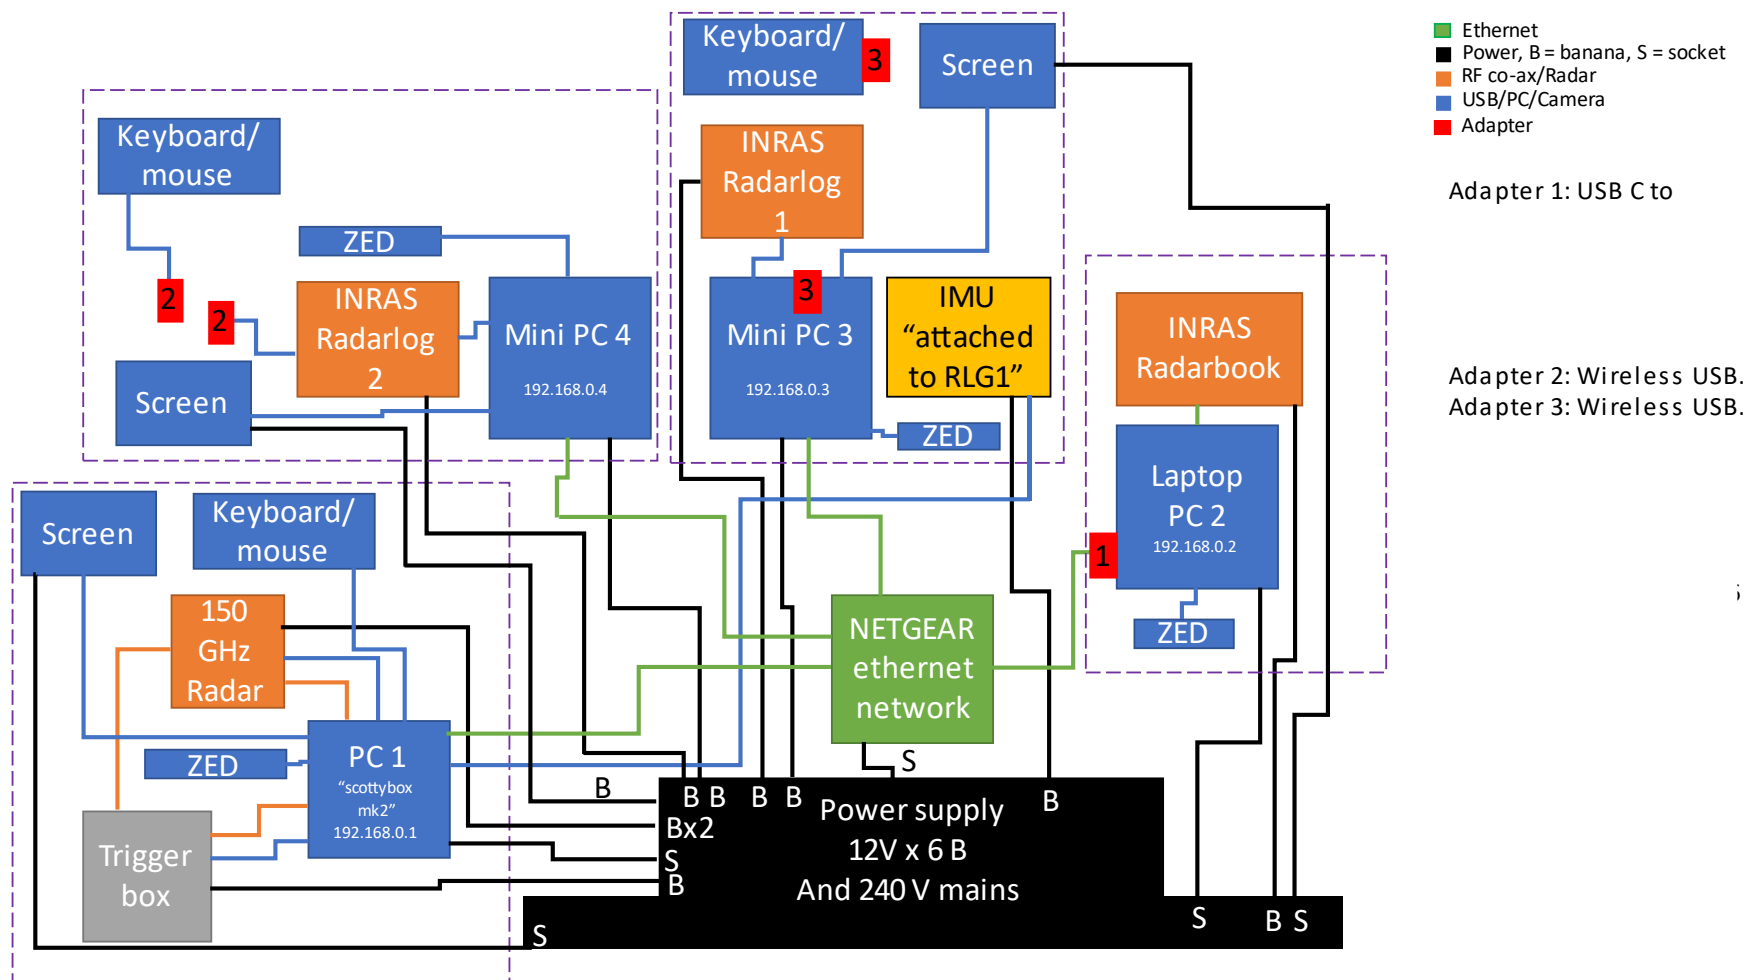 Ethernet
Power, B = banana, S = socket
RF co-ax/Radar
USB/PC/Camera
Adapter
Adapter 1: USB C to
Adapter 2: Wireless USB.
Adapter 3: Wireless USB.
Keyboard/
mouse
3
Screen
INRAS
Radarlog
1
3
Mini PC 3
192.168.0.3
IMU
“attached
to RLG1”
ZED
Keyboard/
mouse
ZED
2
2
INRAS
Radarlog
2
Mini PC 4
192.168.0.4
Screen
INRAS
Radarbook
Laptop
PC 2
192.168.0.2
1
ZED
Screen
Keyboard/
mouse
150
GHz
Radar
ZED
PC 1
“scottybox
mk2”
192.168.0.1
Trigger
box
NETGEAR
ethernet
network
S
B
B B
B B
B
Bx2
S
B
S
Power supply
12V x 6 B
And 240 V mains
S
B S